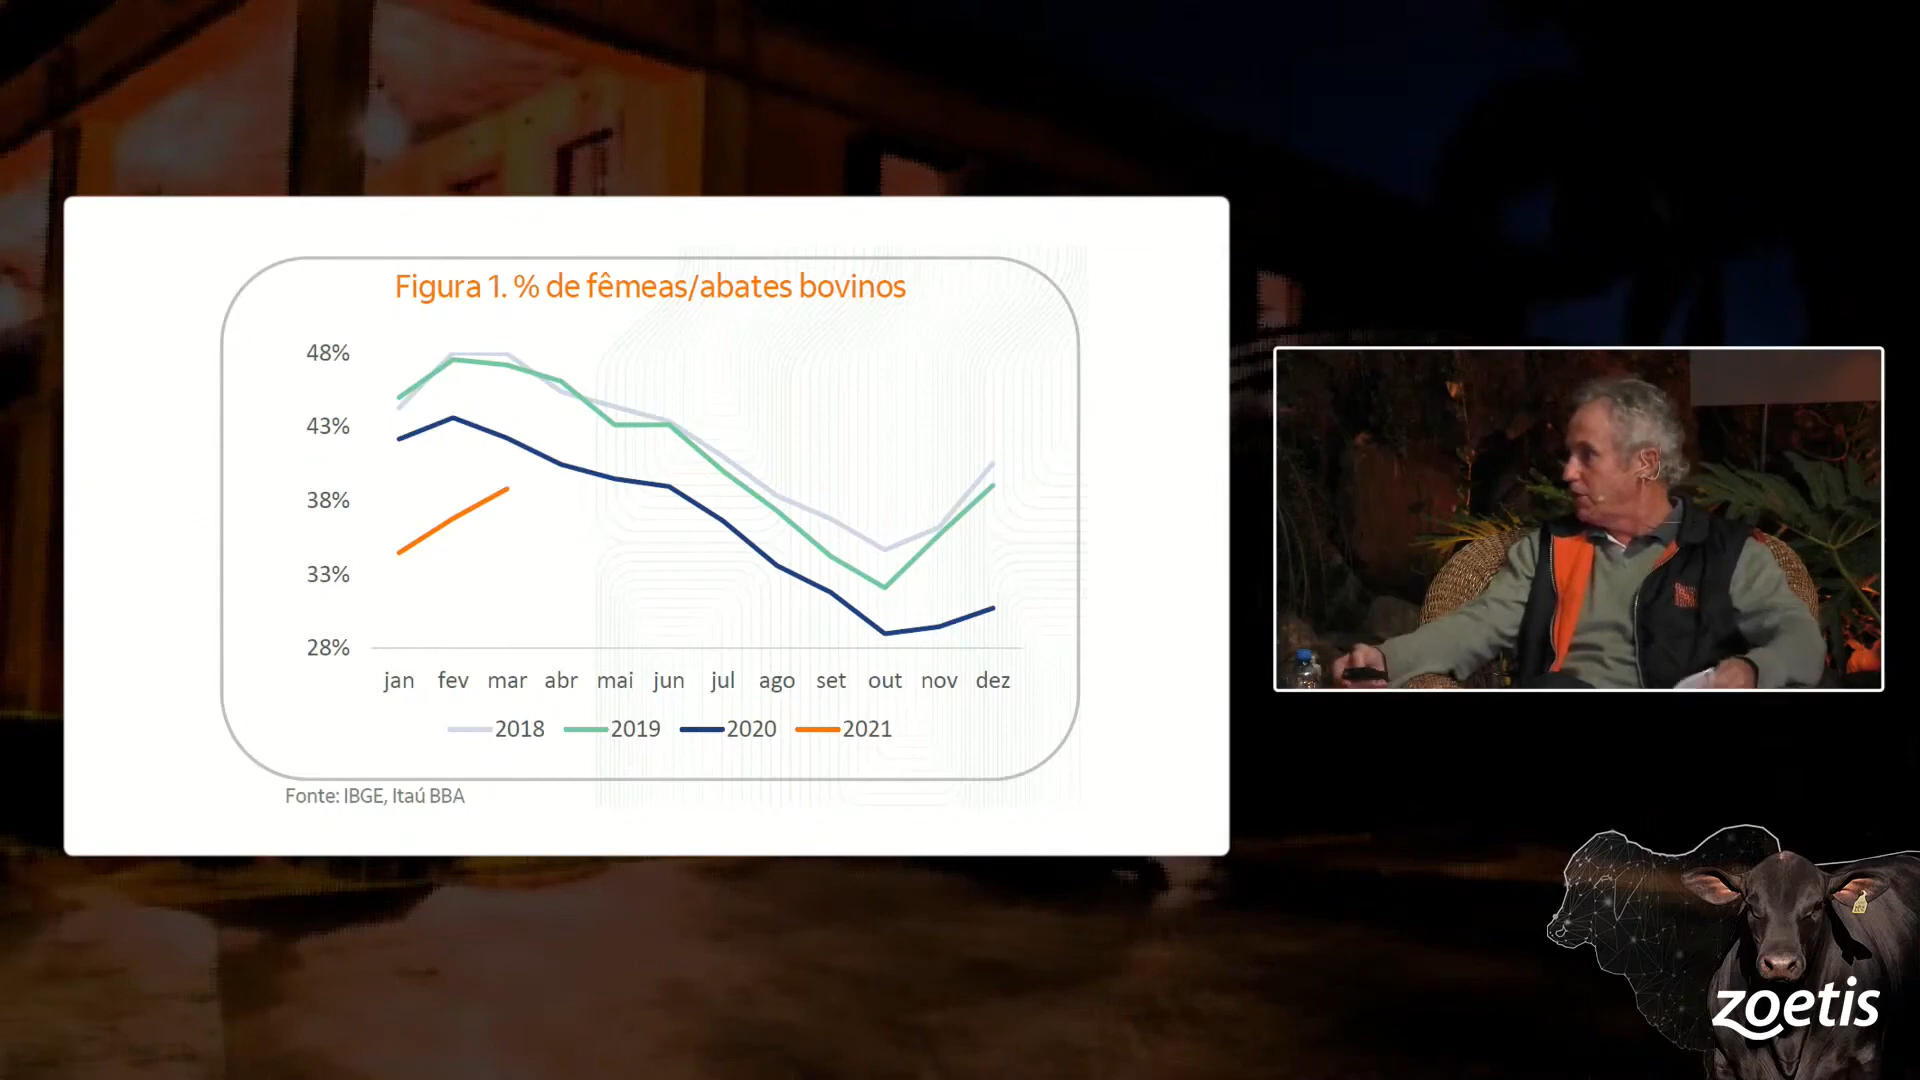 Figura 1. % de fêmeas/abates bovinos
48%
43%
38%
33%
28%
jan fev mar abr mai jun jul ago set out nov dez
2018 2019 2020 2021
Fonte: IBGE, Itaú BBA
zoetis